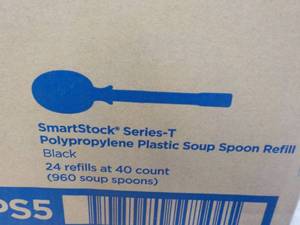 SmartStock® Series-T
Polypropylene Plastic Soup Spoon Refill
Black
24 refills at 40 count
(960 soup spoons)
PS5